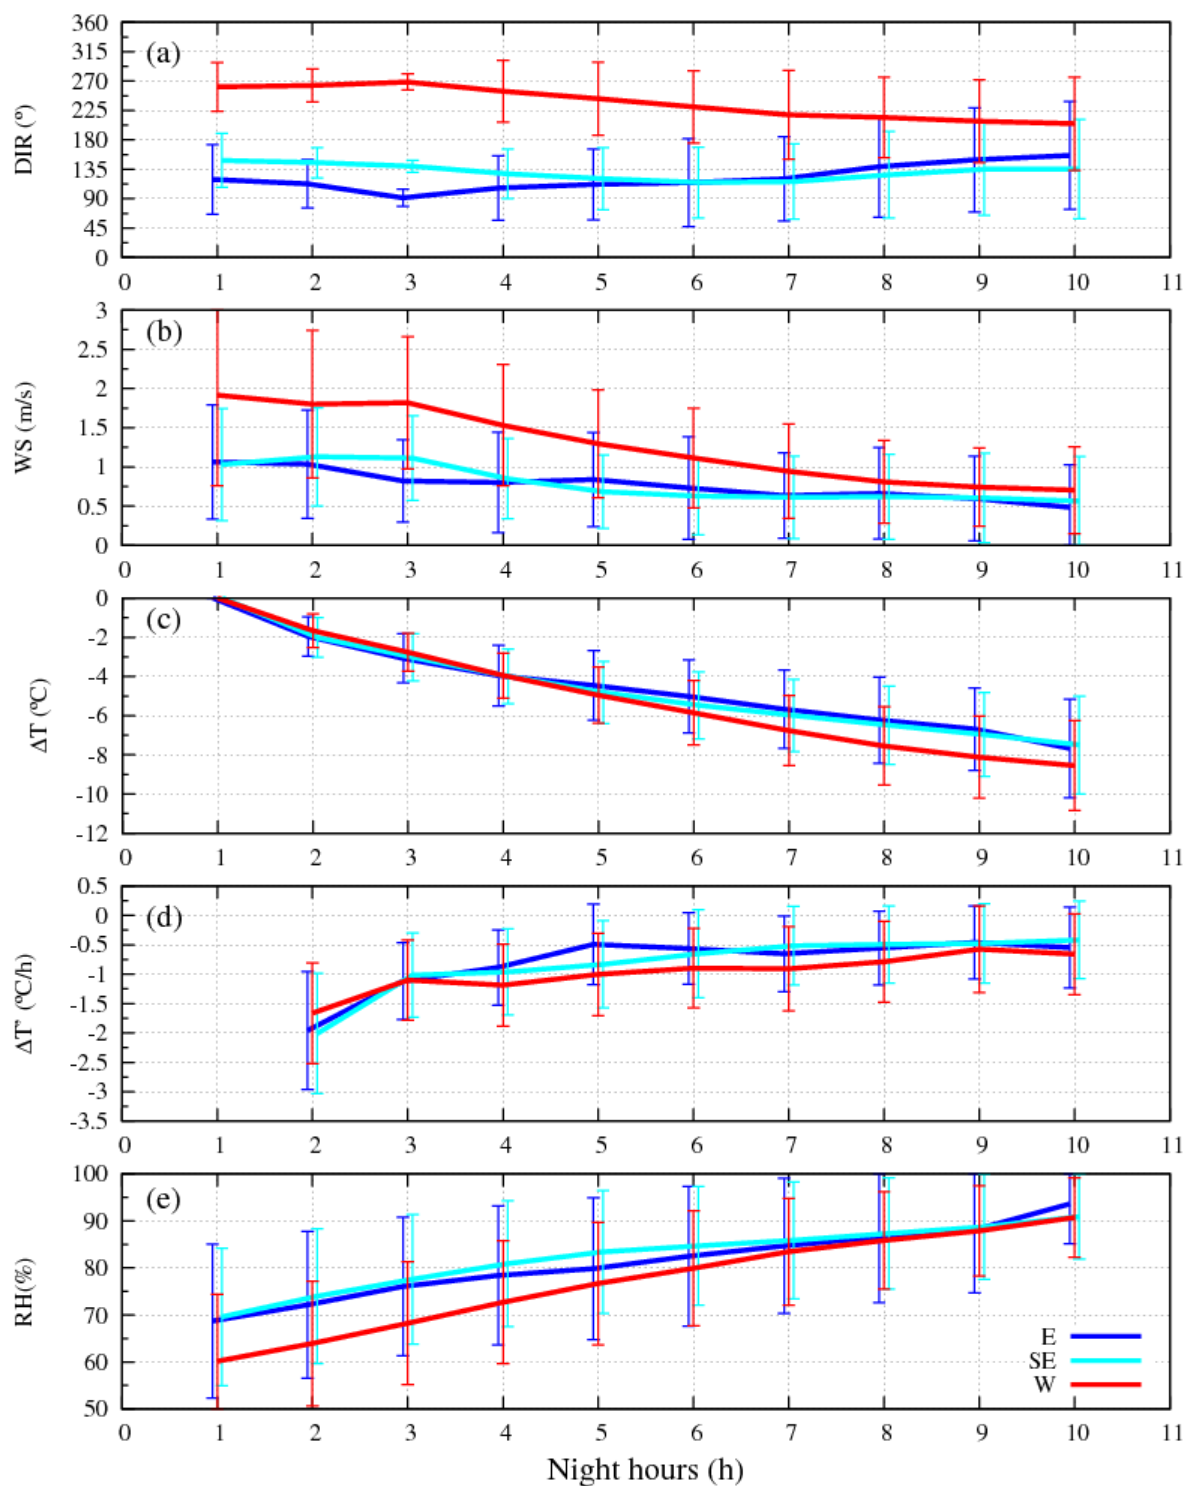 360
315
270
225
180
135
90
45
0
DIR (º)
(a)
0 1 2 3 4 5 6 7 8 9 10 11
3
2.5
2
1.5
1
0.5
0
WS (m/s)
(b)
0 1 2 3 4 5 6 7 8 9 10 11
0
-2
-4
-6
-8
-10
-12
ΔT (ºC)
(c)
0 1 2 3 4 5 6 7 8 9 10 11
0.5
0
-0.5
-1
-1.5
-2
-2.5
-3
-3.5
ΔT' (ºC/h)
(d)
0 1 2 3 4 5 6 7 8 9 10 11
100
90
80
70
60
50
RH(%)
(e)
E
SE
W
0 1 2 3 4 5 6 7 8 9 10 11
Night hours (h)